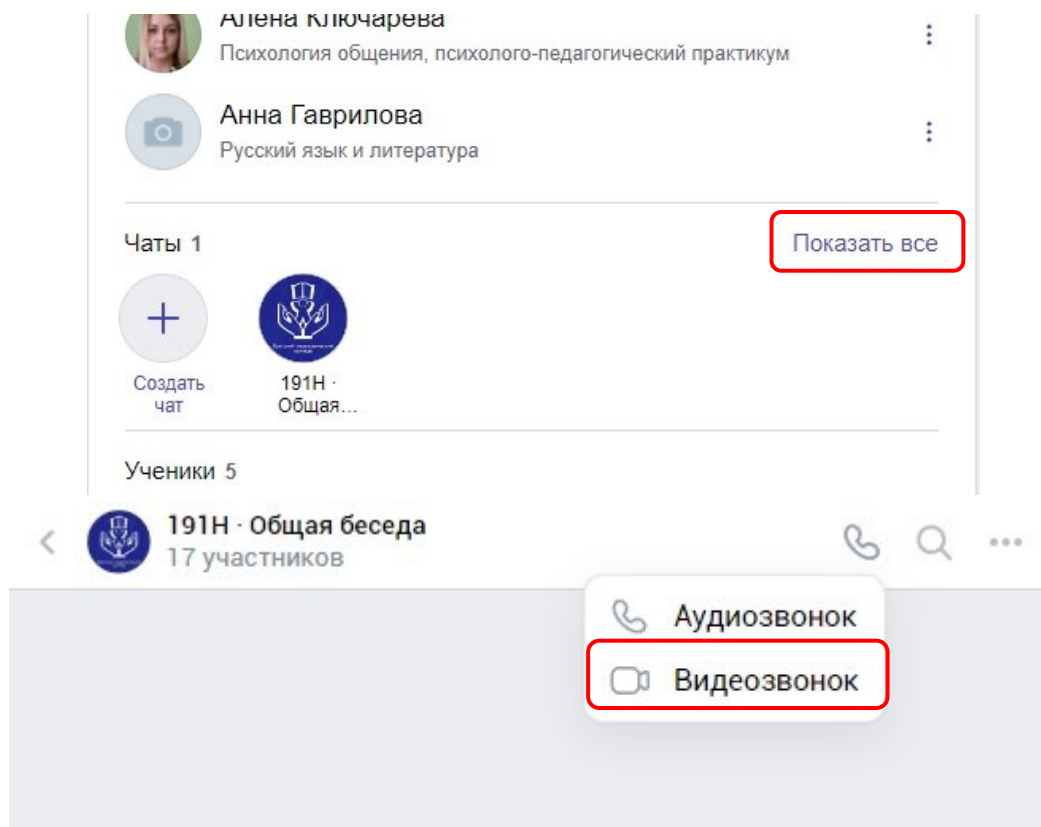 Алена Ключарева
Психология общения, психолого-педагогический практикум
Анна Гаврилова
Русский язык и литература
Чаты 1
Показать все
Создать
чат
191Н ·
Общая...
Ученики 5
191Н · Общая беседа
17 участников
Аудиозвонок
Видеозвонок